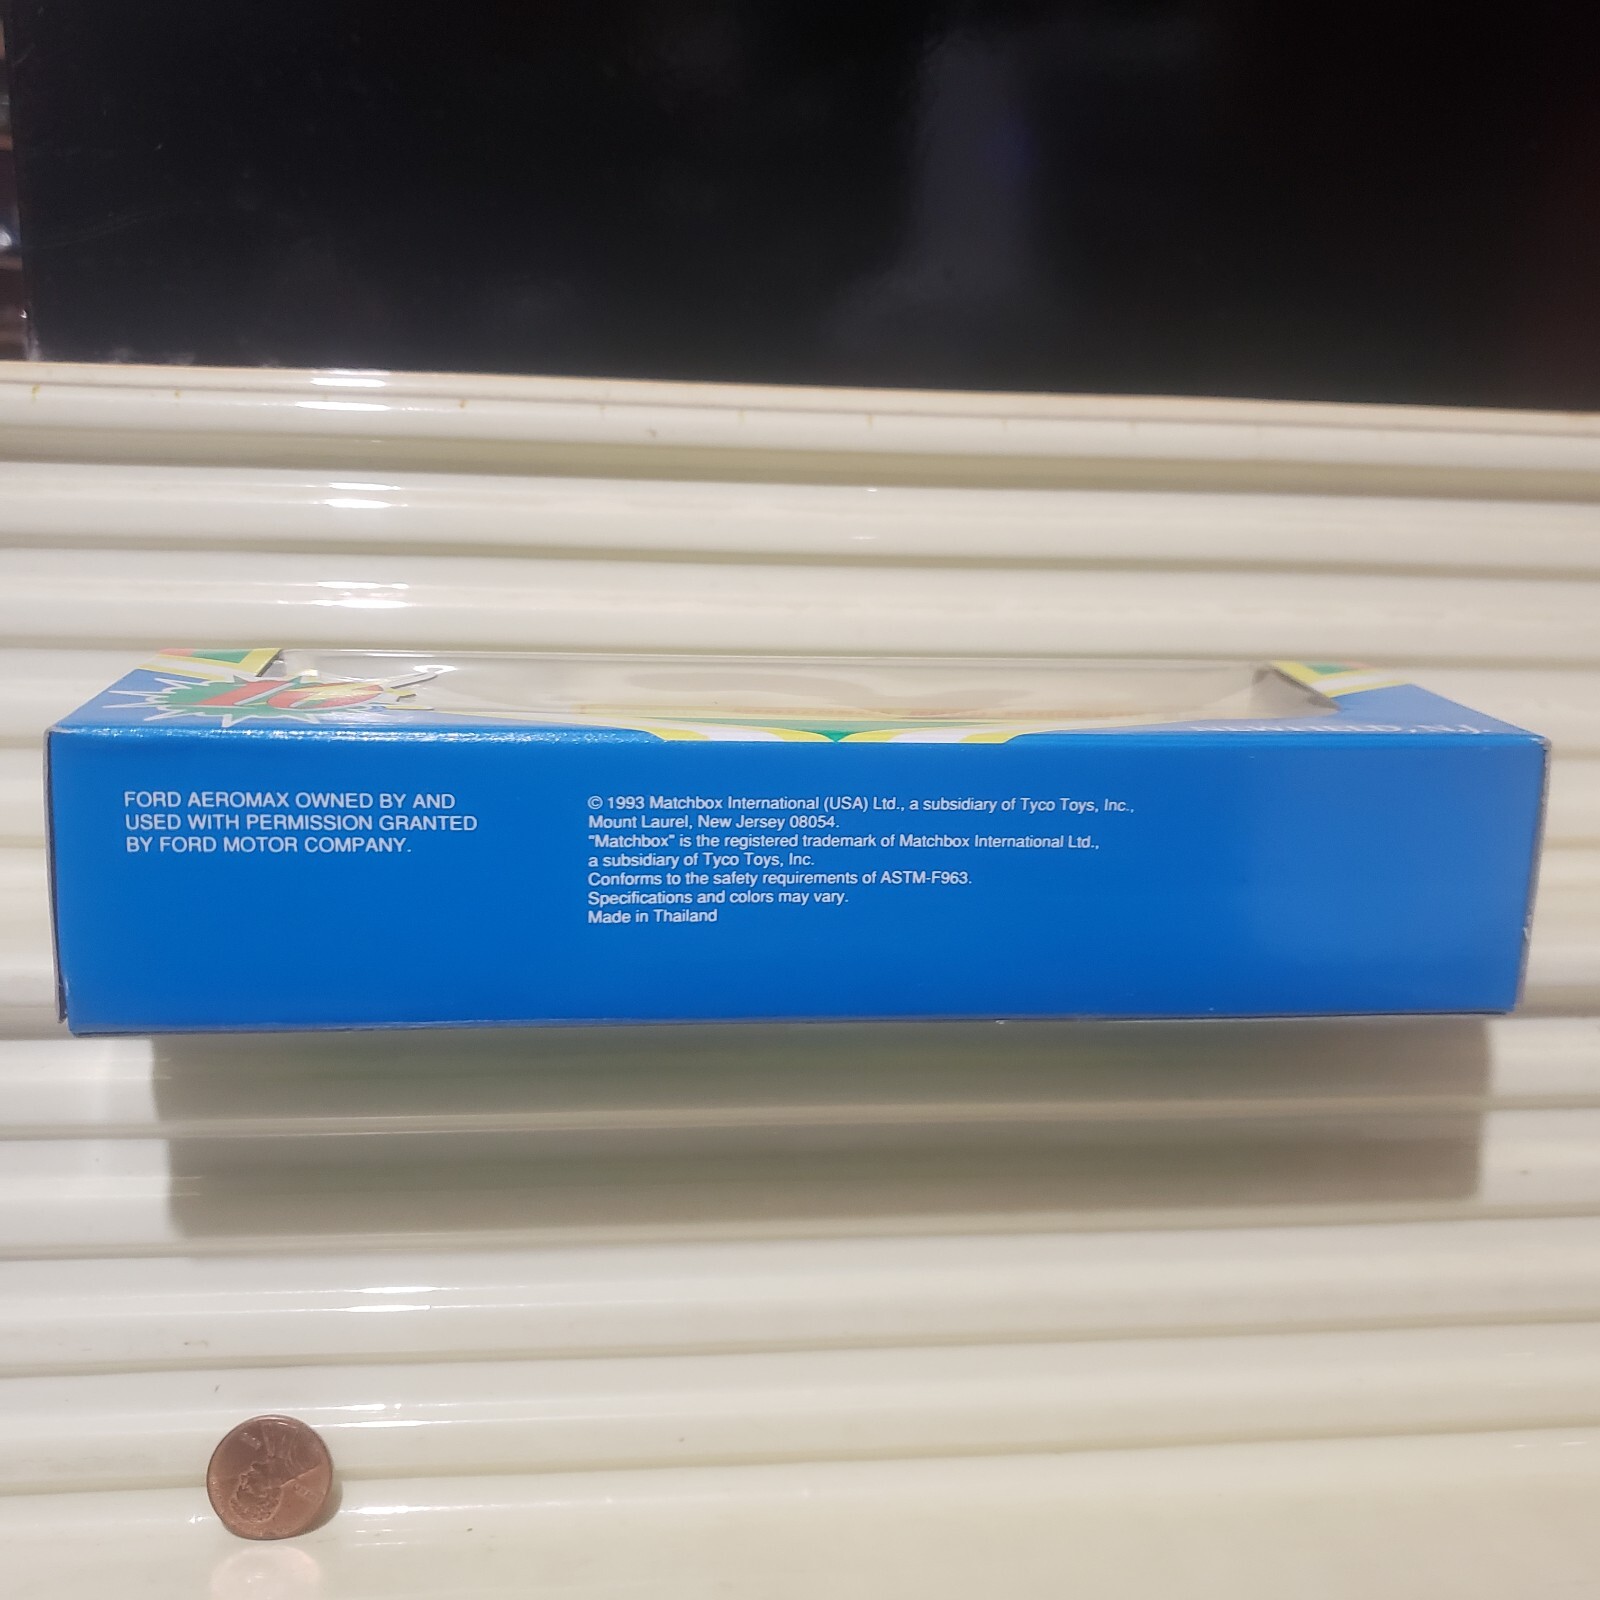 16
FORD AEROMAX OWNED BY AND
USED WITH PERMISSION GRANTED
BY FORD MOTOR COMPANY.
© 1993 Matchbox International (USA) Ltd., a subsidiary of Tyco Toys, Inc.,
Mount Laurel, New Jersey 08054.
"Matchbox" is the registered trademark of Matchbox International Ltd.,
a subsidiary of Tyco Toys, Inc.
Conforms to the safety requirements of ASTM-F963.
Specifications and colors may vary.
Made in Thailand